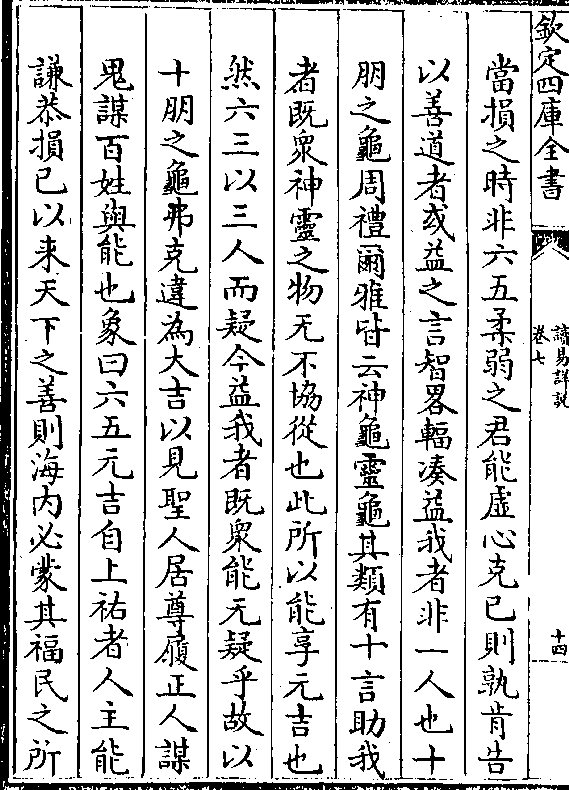 欽定四庫全書
讀易詳說
卷七
十四
當損之時非六五柔弱之君能虛心克已則孰肯告
以善道者或益之言智畧輻湊益我者非一人也十
朋之龜周禮爾雅皆云神龜靈龜其類有十言助我
者既衆神靈之物无不協從也此所以能享元吉也
然六三以三人而疑今益我者既衆能无疑乎故以
十朋之龜弗克違為大吉以見聖人居尊履正人謀
鬼謀百姓與能也象曰六五元吉自上祐者人主能
謙恭損已以来天下之善則海内必蒙其福民之所